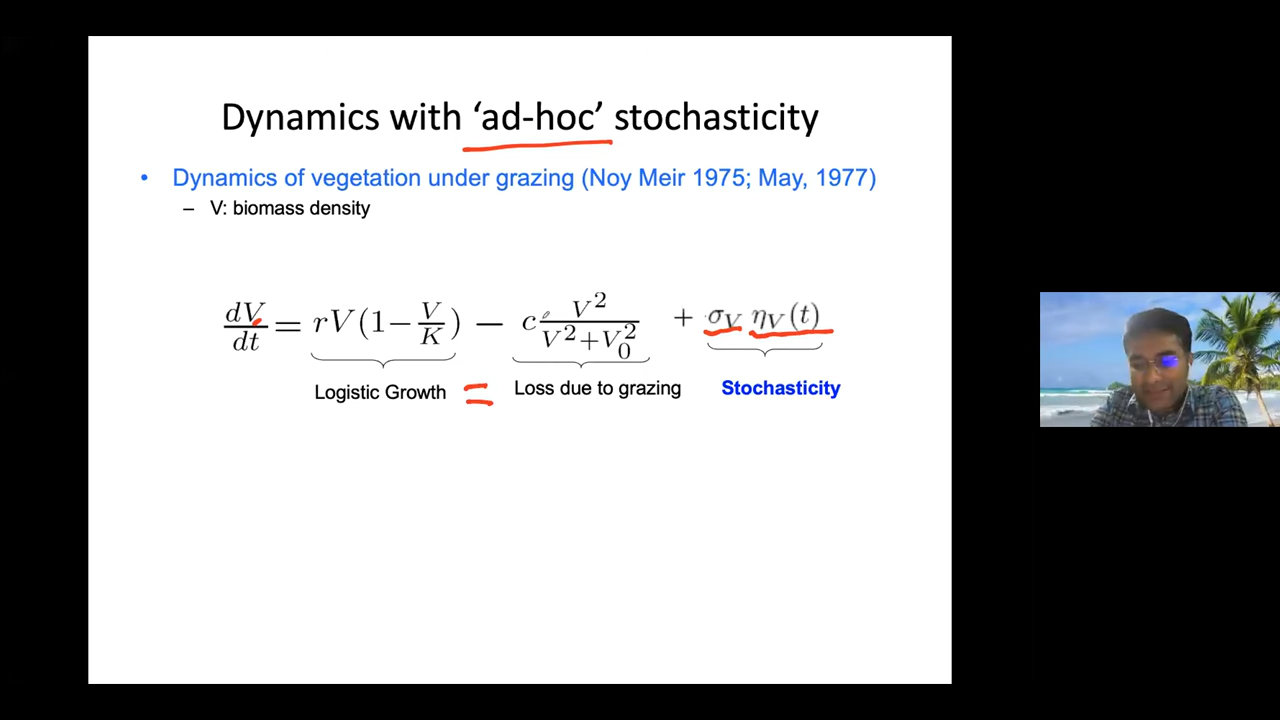 Dynamics with ‘ad-hoc’ stochasticity
• Dynamics of vegetation under grazing (Noy Meir 1975; May, 1977)
– V: biomass density
dV/dt = rV(1−V/K) − c V²/(V²+V₀²) + σ_V η_V(t)
Logistic Growth = Loss due to grazing Stochasticity